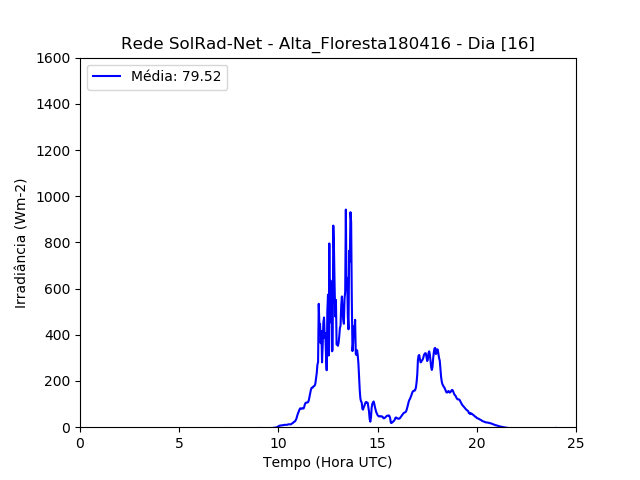 Rede SolRad-Net - Alta_Floresta180416 - Dia [16]
Média: 79.52
Irradiância (Wm-2)
1600
1400
1200
1000
800
600
400
200
0
0 5 10 15 20 25
Tempo (Hora UTC)